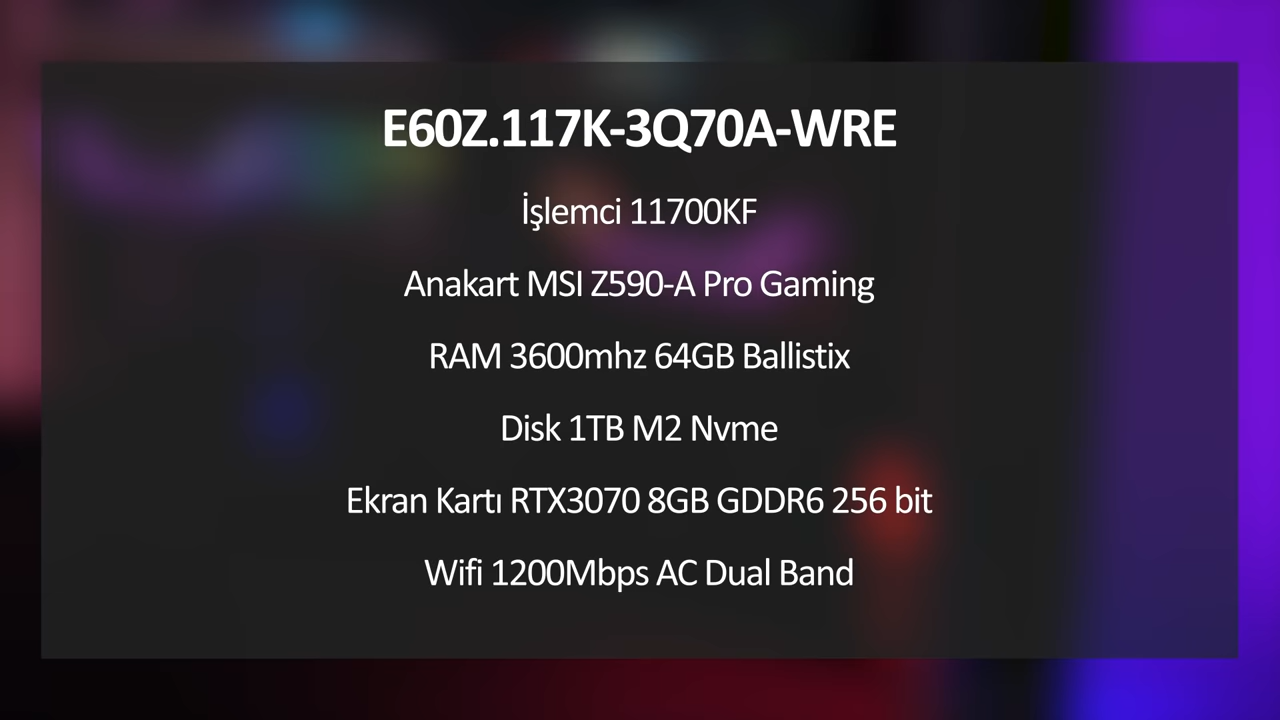 E60Z.117K-3Q70A-WRE
İşlemci 11700KF
Anakart MSI Z590-A Pro Gaming
RAM 3600mhz 64GB Ballistix
Disk 1TB M2 Nvme
Ekran Kartı RTX3070 8GB GDDR6 256 bit
Wifi 1200Mbps AC Dual Band